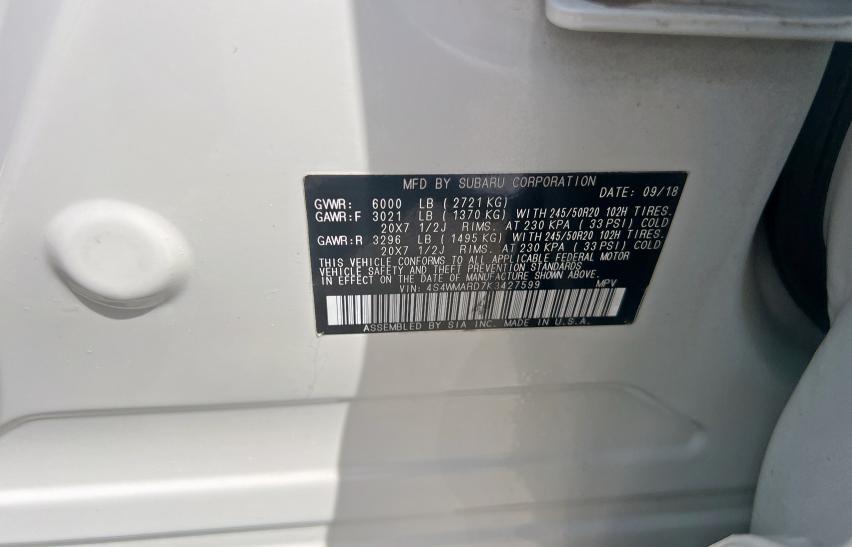 MFD BY SUBARU CORPORATION
DATE: 09/18
GVWR: 6000 LB ( 2721 KG)
GAWR: F 3021 LB ( 1370 KG) WITH 245/50R20 102H TIRES.
20X7 1/2J RIMS. AT 230 KPA ( 33 PSI) COLD
GAWR: R 3296 LB ( 1495 KG) WITH 245/50R20 102H TIRES.
20X7 1/2J RIMS. AT 230 KPA ( 33 PSI) COLD
THIS VEHICLE CONFORMS TO ALL APPLICABLE FEDERAL MOTOR
VEHICLE SAFETY AND THEFT PREVENTION STANDARDS
IN EFFECT ON THE DATE OF MANUFACTURE SHOWN ABOVE.
VIN: 4S4WMARD7K3427599 MPV
ASSEMBLED BY SIA INC. MADE IN U.S.A.